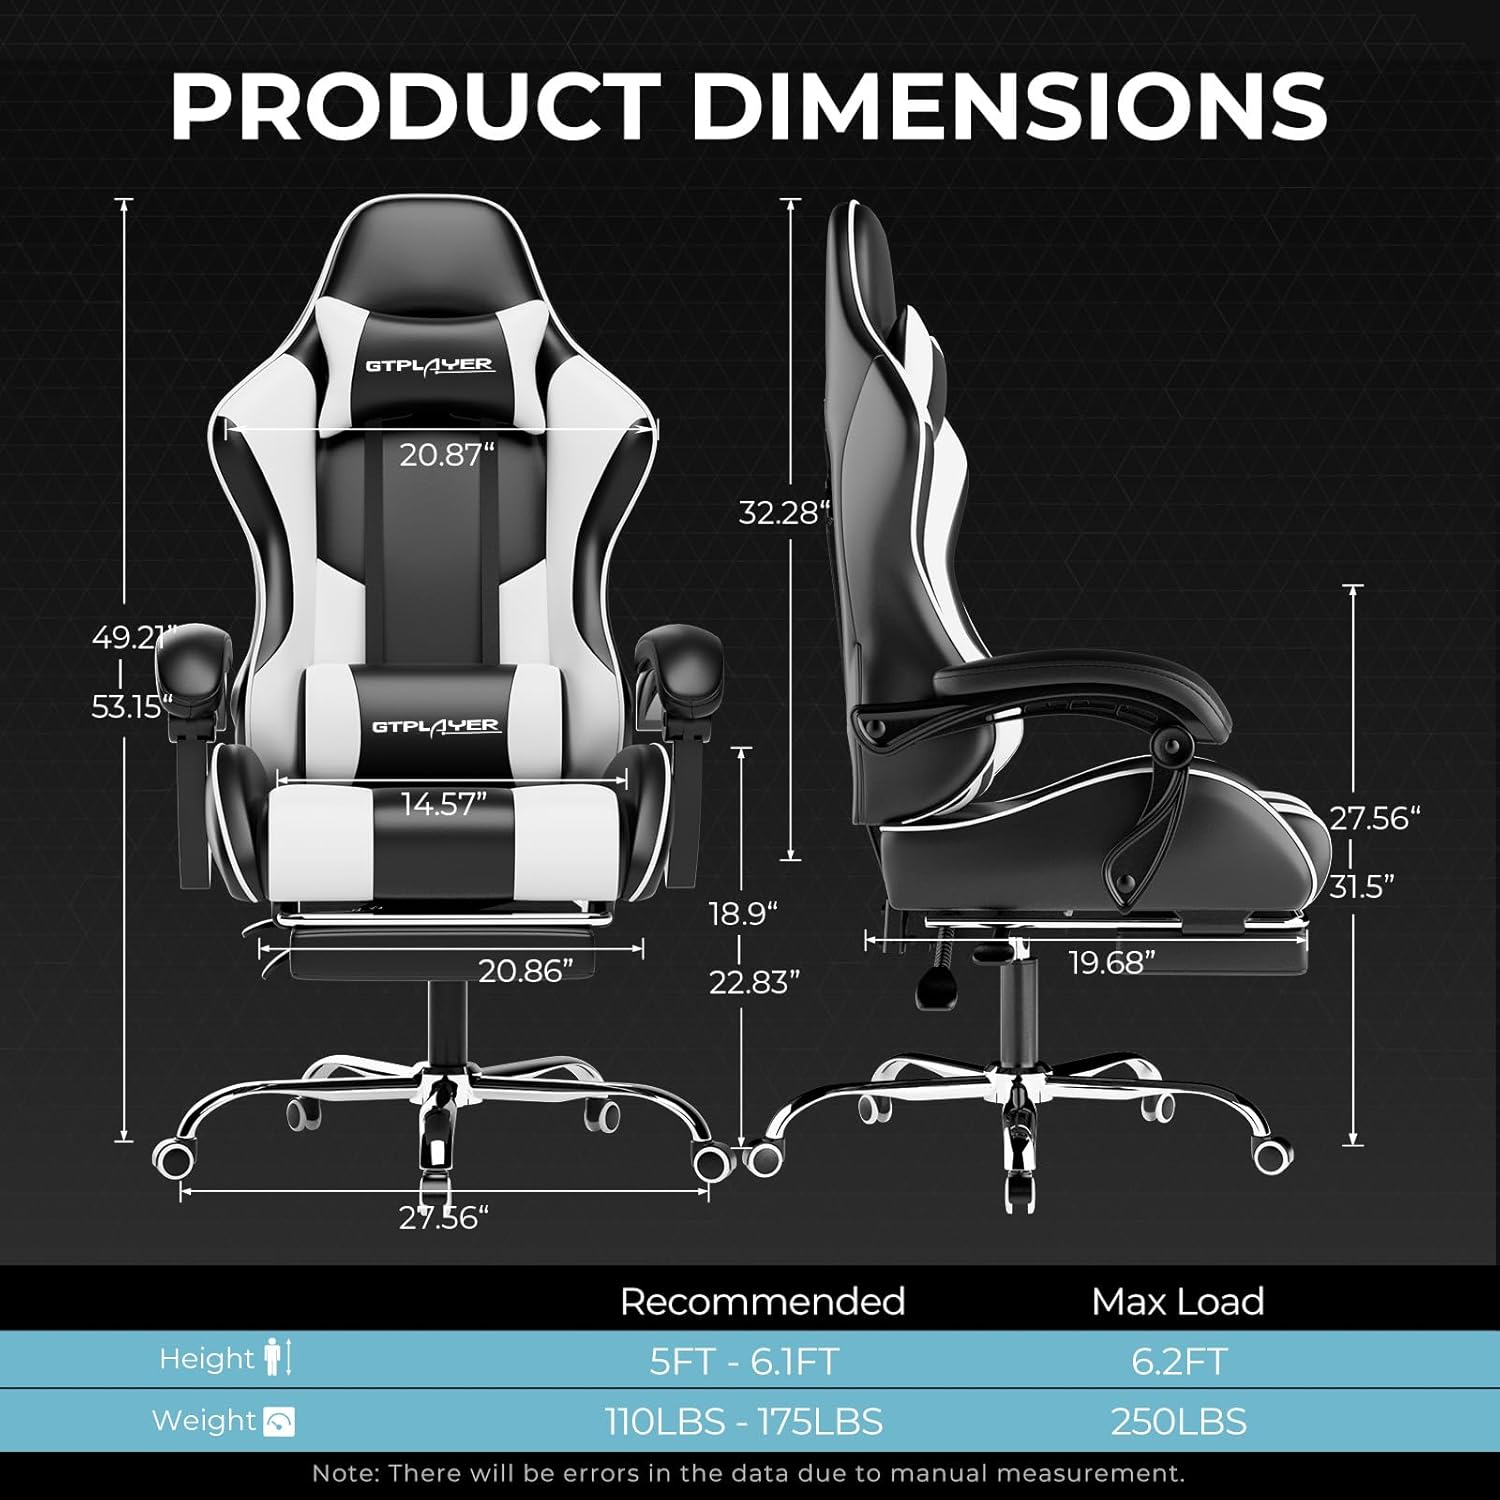 PRODUCT DIMENSIONS
GTPLAYER
20.87“
32.28“
49.21”
53.15“
GTPLAYER
14.57”
27.56“
31.5”
18.9“
22.83”
20.86”
19.68”
27.56“
Recommended Max Load
Height 5FT - 6.1FT 6.2FT
Weight 110LBS - 175LBS 250LBS
Note: There will be errors in the data due to manual measurement.